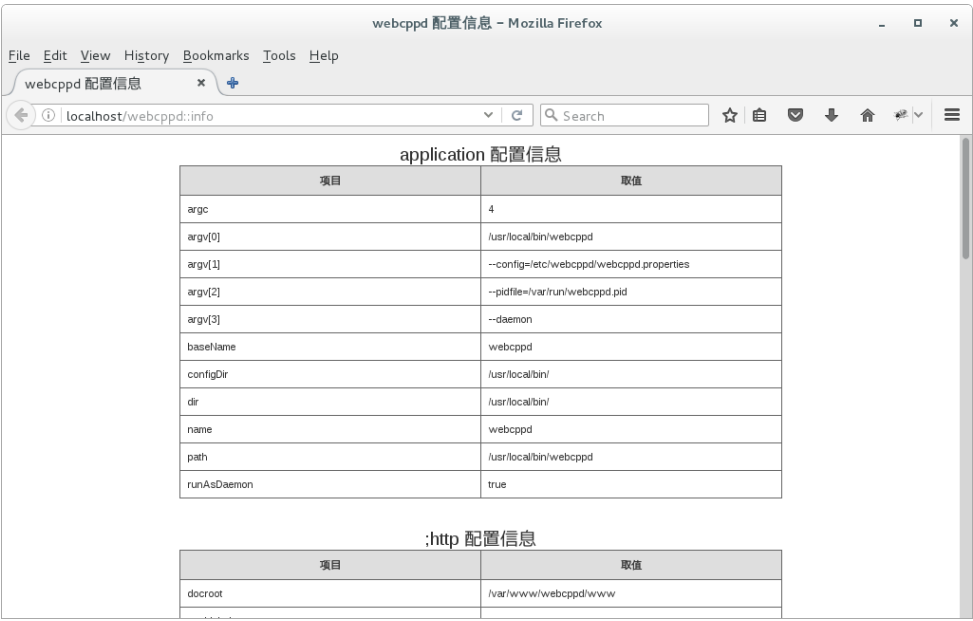 webcppd 配置信息 - Mozilla Firefox
File Edit View History Bookmarks Tools Help
webcppd 配置信息
localhost/webcppd::info
Search
application 配置信息
项目 取值
argc 4
argv[0] /usr/local/bin/webcppd
argv[1] --config=/etc/webcppd/webcppd.properties
argv[2] --pidfile=/var/run/webcppd.pid
argv[3] --daemon
baseName webcppd
configDir /usr/local/bin/
dir /usr/local/bin/
name webcppd
path /usr/local/bin/webcppd
runAsDaemon true
;http 配置信息
项目 取值
docroot /var/www/webcppd/www